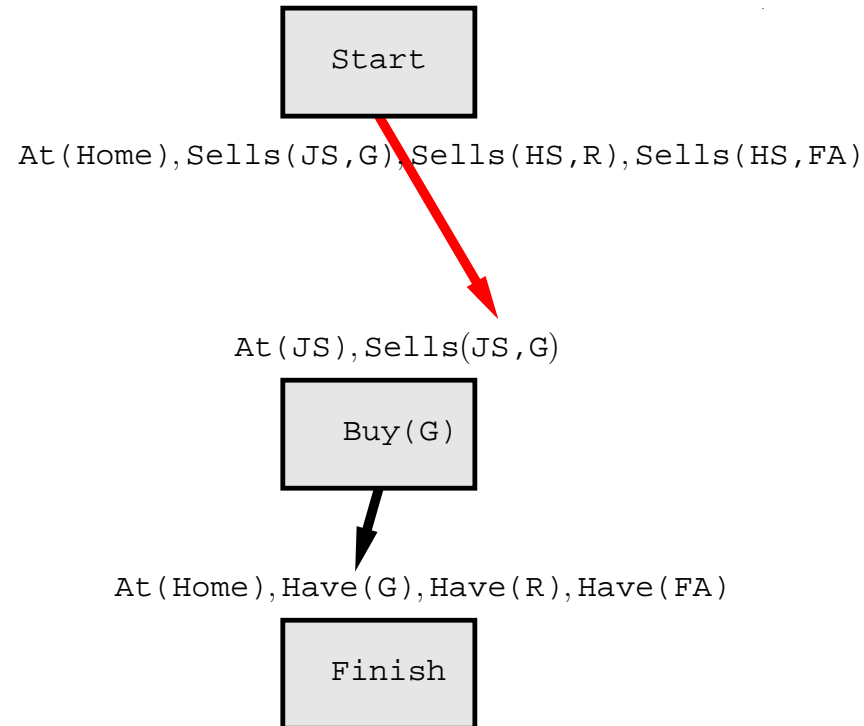 Start
At(Home),Sells(JS,G),Sells(HS,R),Sells(HS,FA)
At(JS),Sells(JS,G)
Buy(G)
At(Home),Have(G),Have(R),Have(FA)
Finish